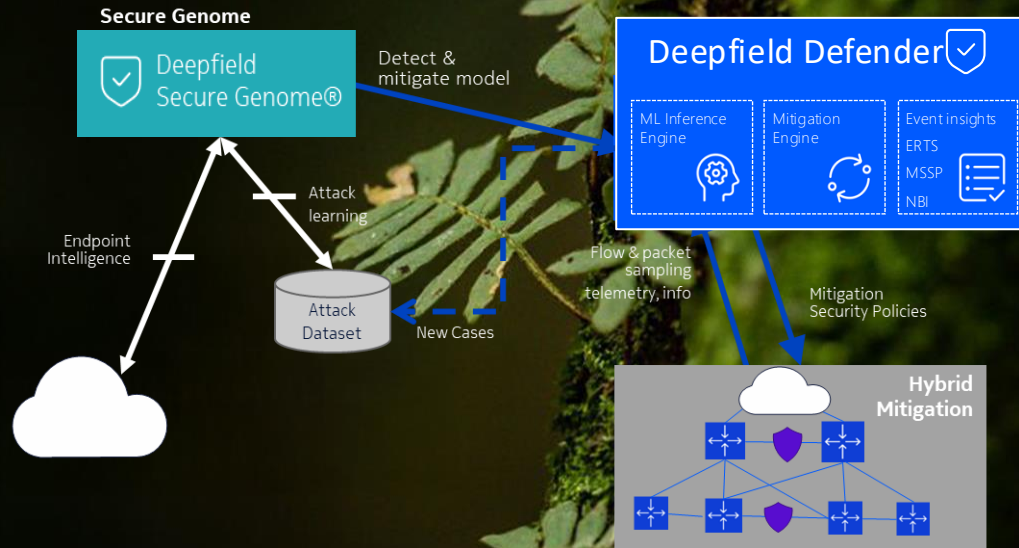 Secure Genome
Deepfield
Secure Genome®
Detect &
mitigate model
Deepfield Defender
ML Inference
Engine
Mitigation
Engine
Event insights
ERTS
MSSP
NBI
Attack
learning
Endpoint
Intelligence
Attack
Dataset
New Cases
Flow & packet
sampling
telemetry, info
Mitigation
Security Policies
Hybrid
Mitigation